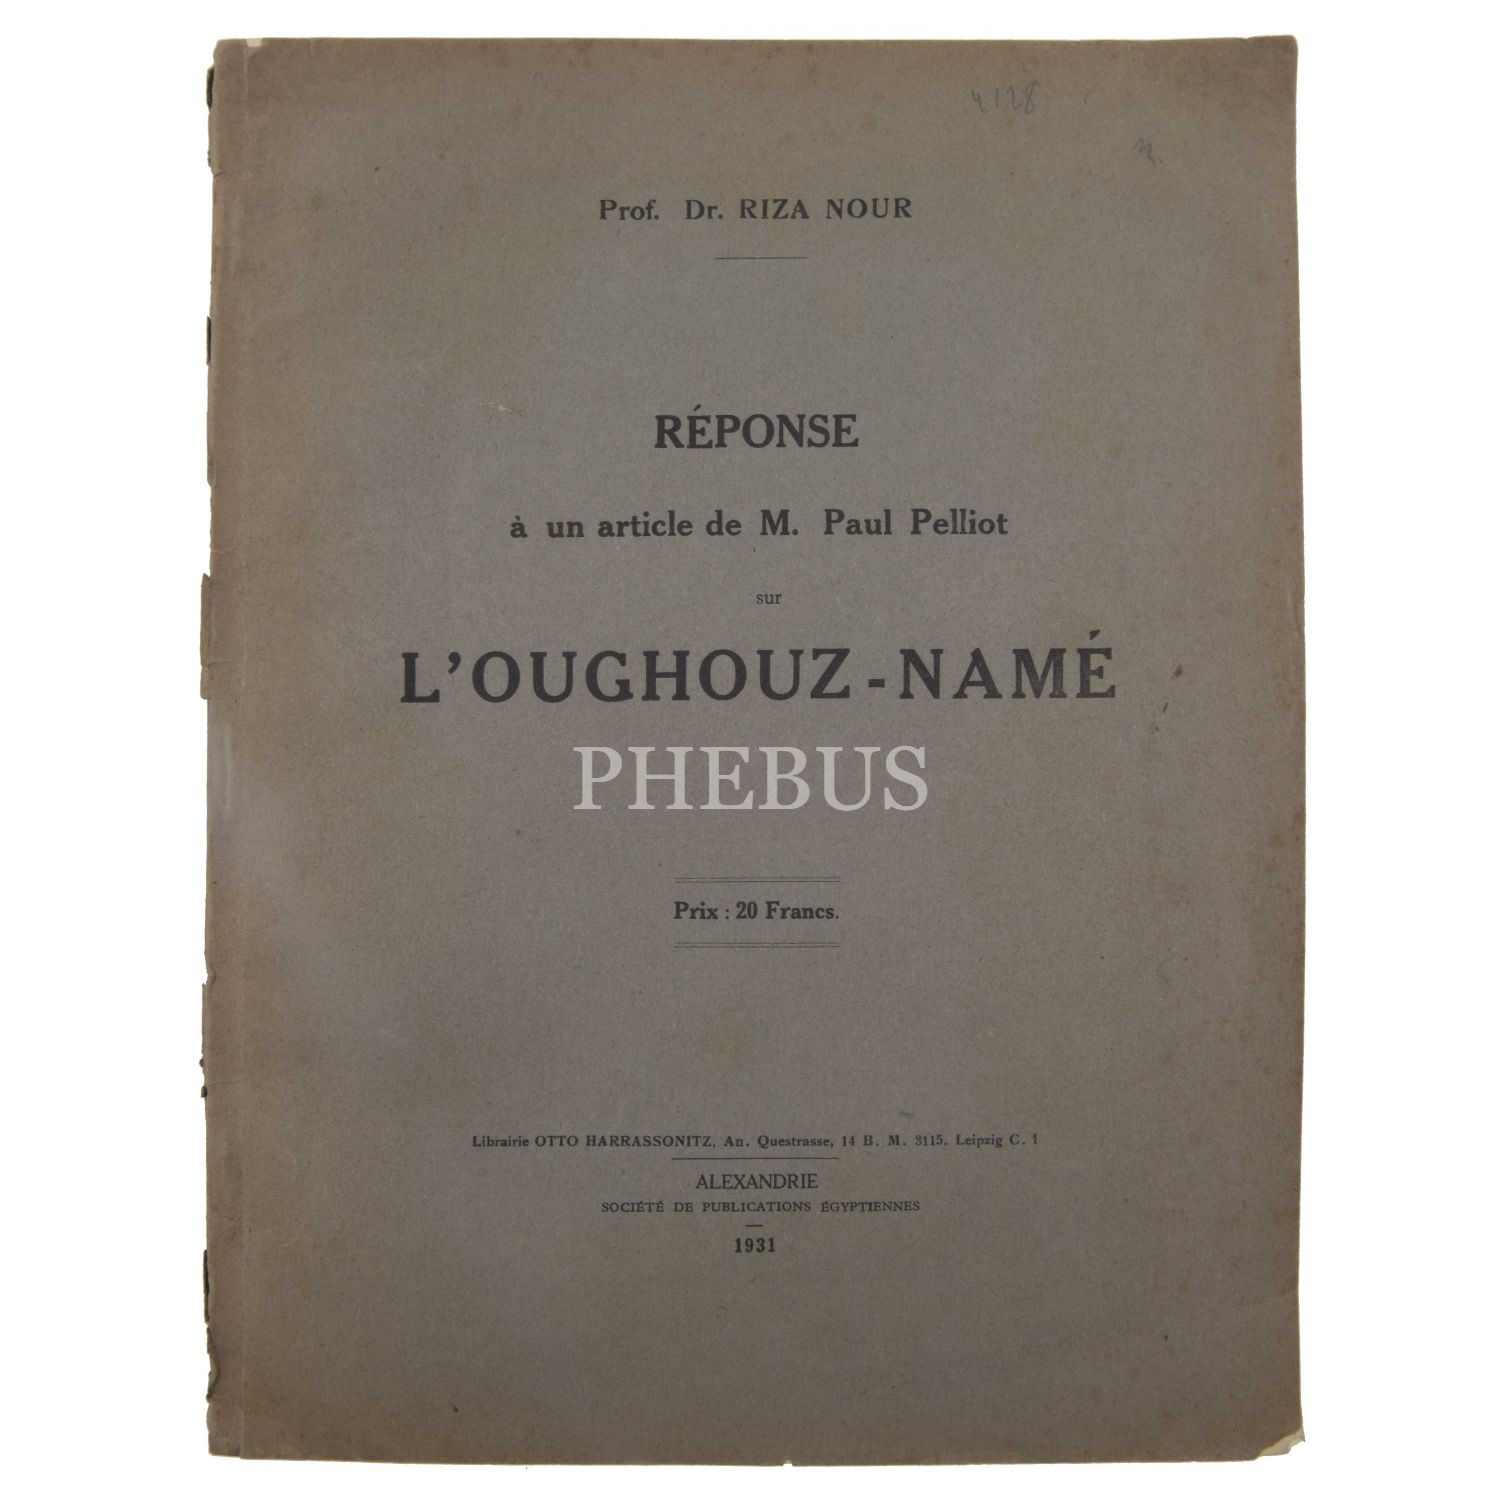 4128
n.
Prof. Dr. RIZA NOUR
RÉPONSE
à un article de M. Paul Pelliot
sur
L'OUGHOUZ-NAMÉ
PHEBUS
Prix : 20 Francs.
Librairie OTTO HARRASSONITZ, An. Questrasse, 14 B. M. 3115. Leipzig C. 1
ALEXANDRIE
SOCIÉTÉ DE PUBLICATIONS ÉGYPTIENNES
1931